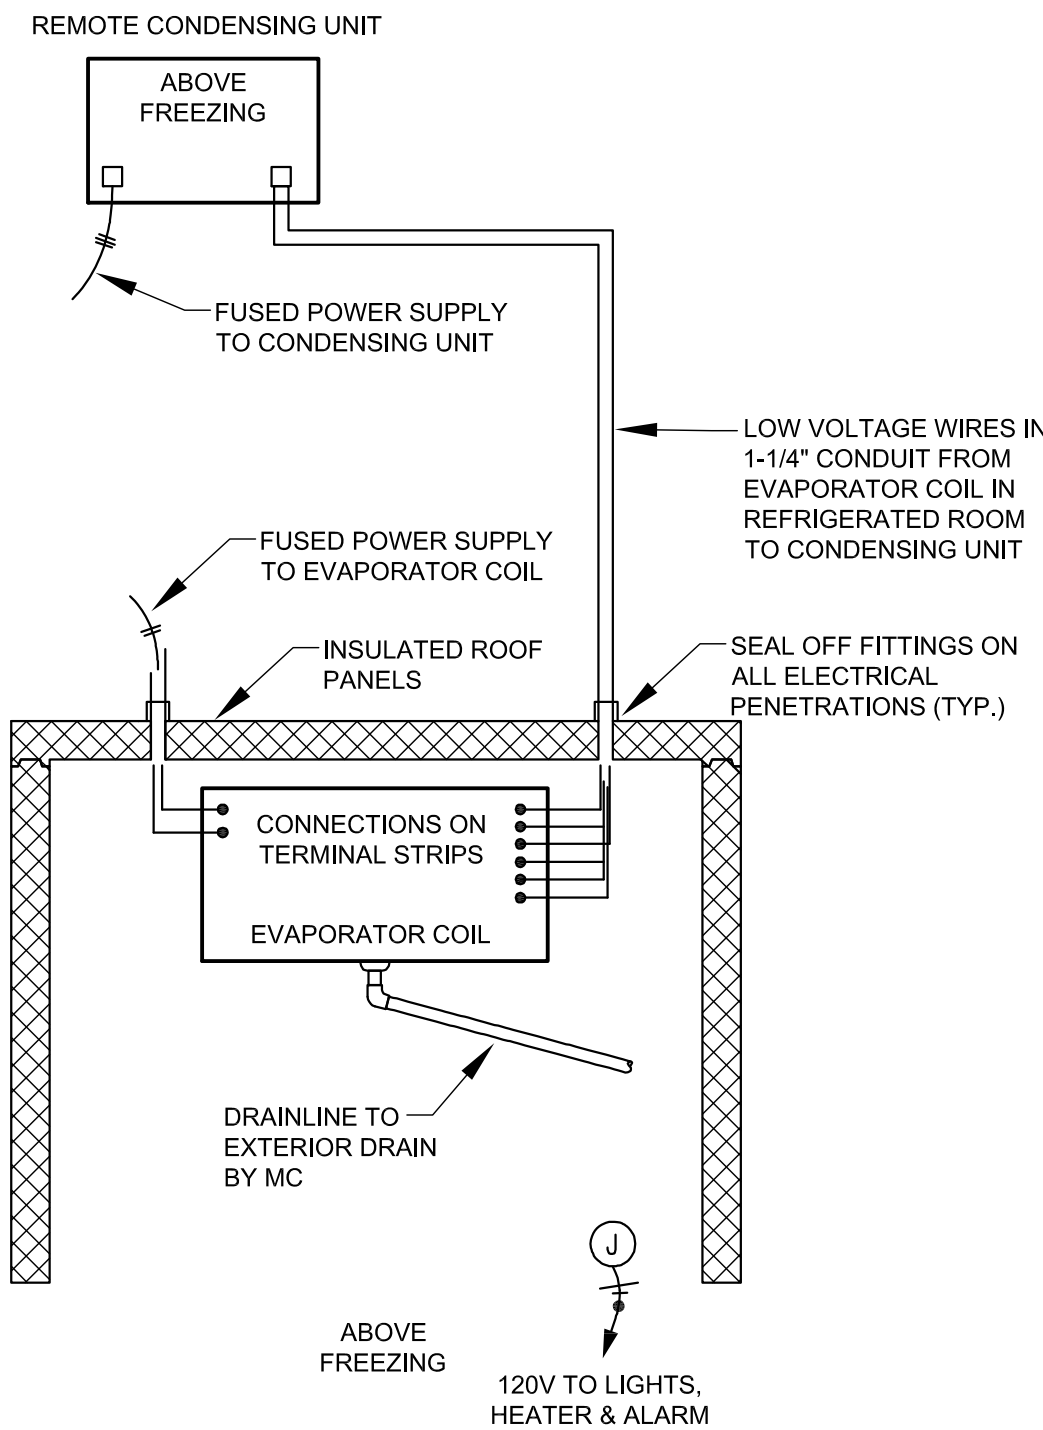 REMOTE CONDENSING UNIT
ABOVE
FREEZING
FUSED POWER SUPPLY
TO CONDENSING UNIT
LOW VOLTAGE WIRES IN
1-1/4" CONDUIT FROM
EVAPORATOR COIL IN
REFRIGERATED ROOM
TO CONDENSING UNIT
FUSED POWER SUPPLY
TO EVAPORATOR COIL
INSULATED ROOF
PANELS
SEAL OFF FITTINGS ON
ALL ELECTRICAL
PENETRATIONS (TYP.)
CONNECTIONS ON
TERMINAL STRIPS
EVAPORATOR COIL
DRAINLINE TO
EXTERIOR DRAIN
BY MC
J
ABOVE
FREEZING
120V TO LIGHTS,
HEATER & ALARM